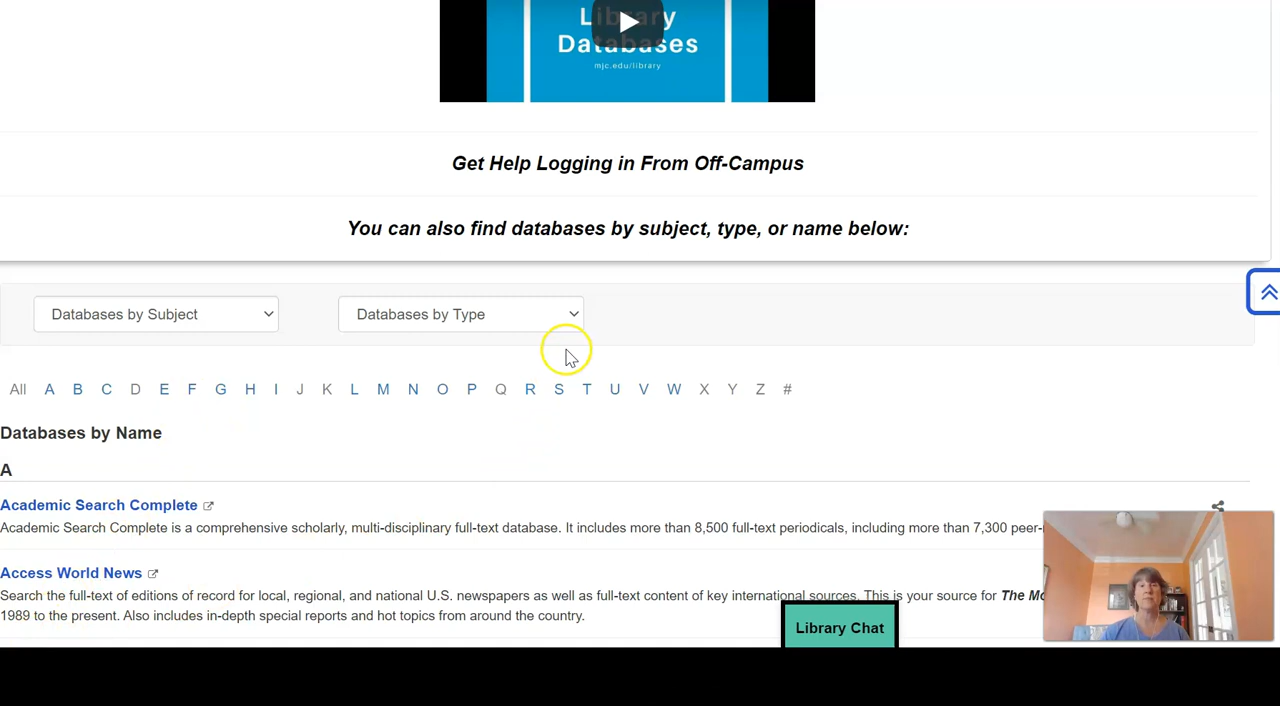 Library
Databases
mjc.edu/library
Get Help Logging in From Off-Campus
You can also find databases by subject, type, or name below:
Databases by Subject
Databases by Type
All A B C D E F G H I J K L M N O P Q R S T U V W X Y Z #
Databases by Name
A
Academic Search Complete
Academic Search Complete is a comprehensive scholarly, multi-disciplinary full-text database. It includes more than 8,500 full-text periodicals, including more than 7,300 peer-
Access World News
Search the full-text of editions of record for local, regional, and national U.S. newspapers as well as full-text content of key international sources. This is your source for The
1989 to the present. Also includes in-depth special reports and hot topics from around the country.
Library Chat